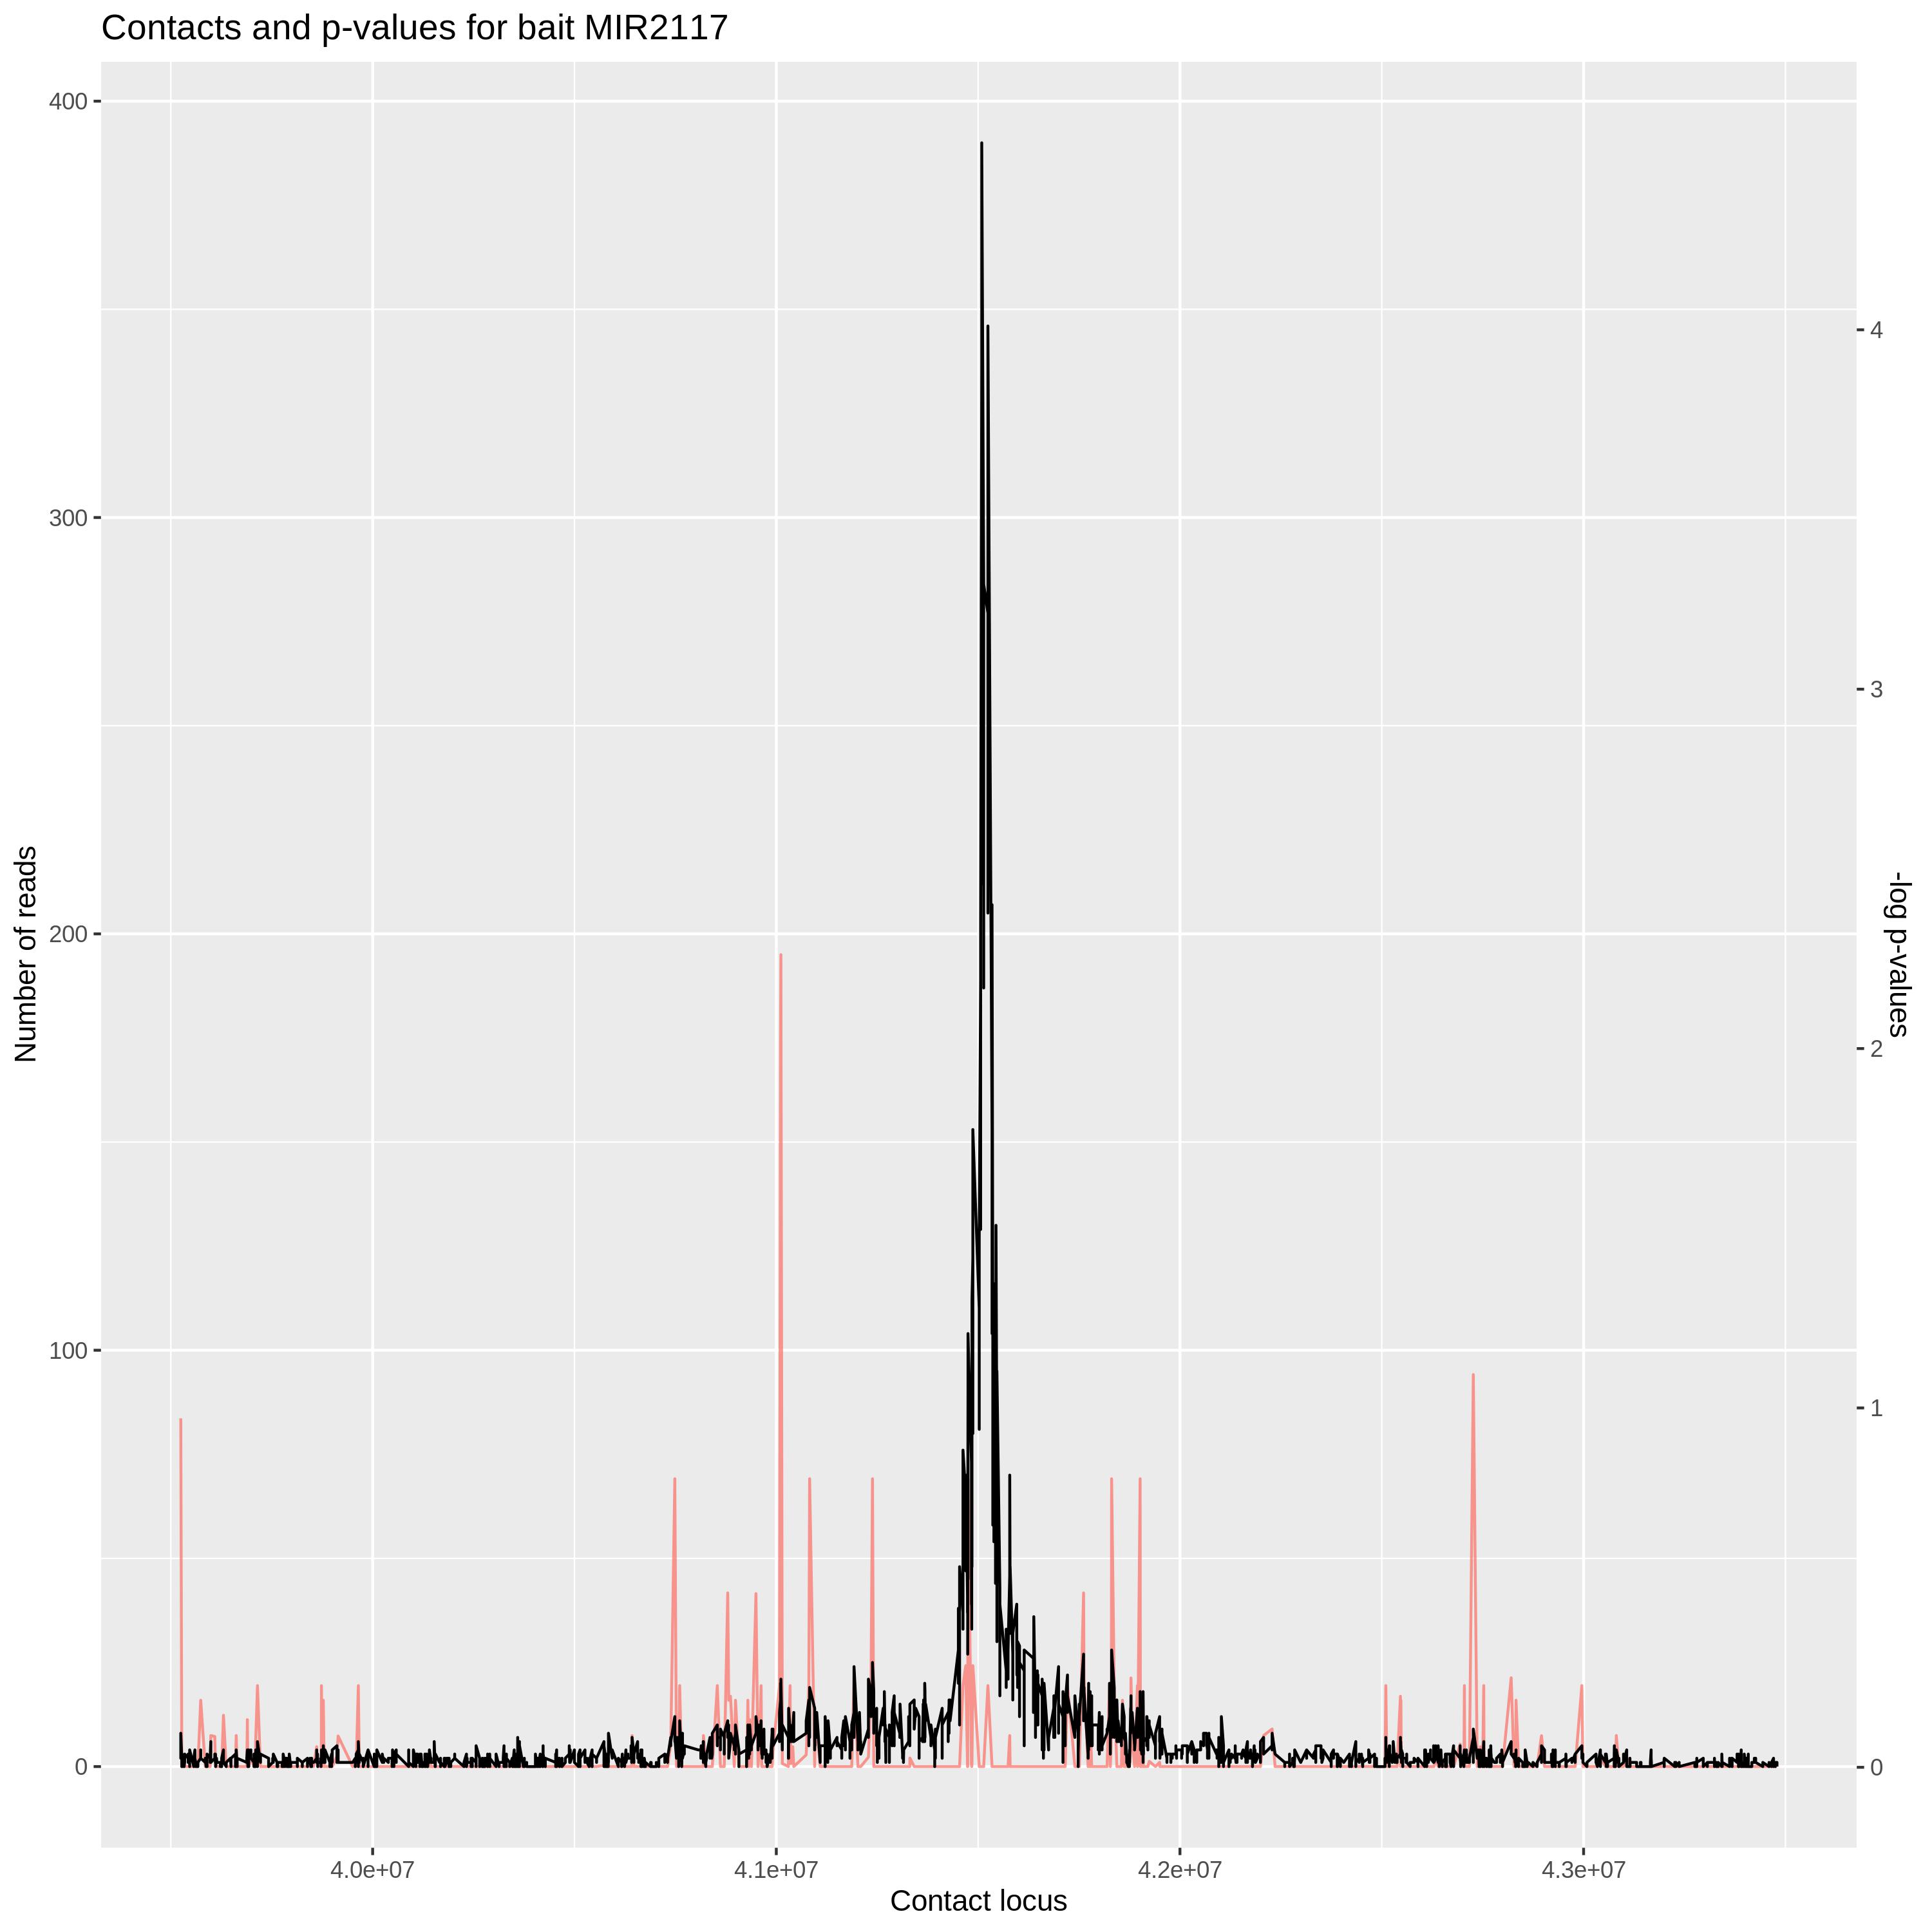 Contacts and p-values for bait MIR2117
400
300
200
100
0
Number of reads
4
3
2
1
0
-log p-values
4.0e+07
4.1e+07
4.2e+07
4.3e+07
Contact locus